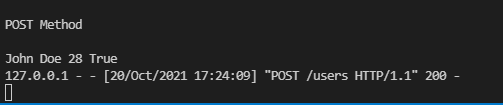 POST Method
John Doe 28 True
127.0.0.1 - - [20/Oct/2021 17:24:09] "POST /users HTTP/1.1" 200 -